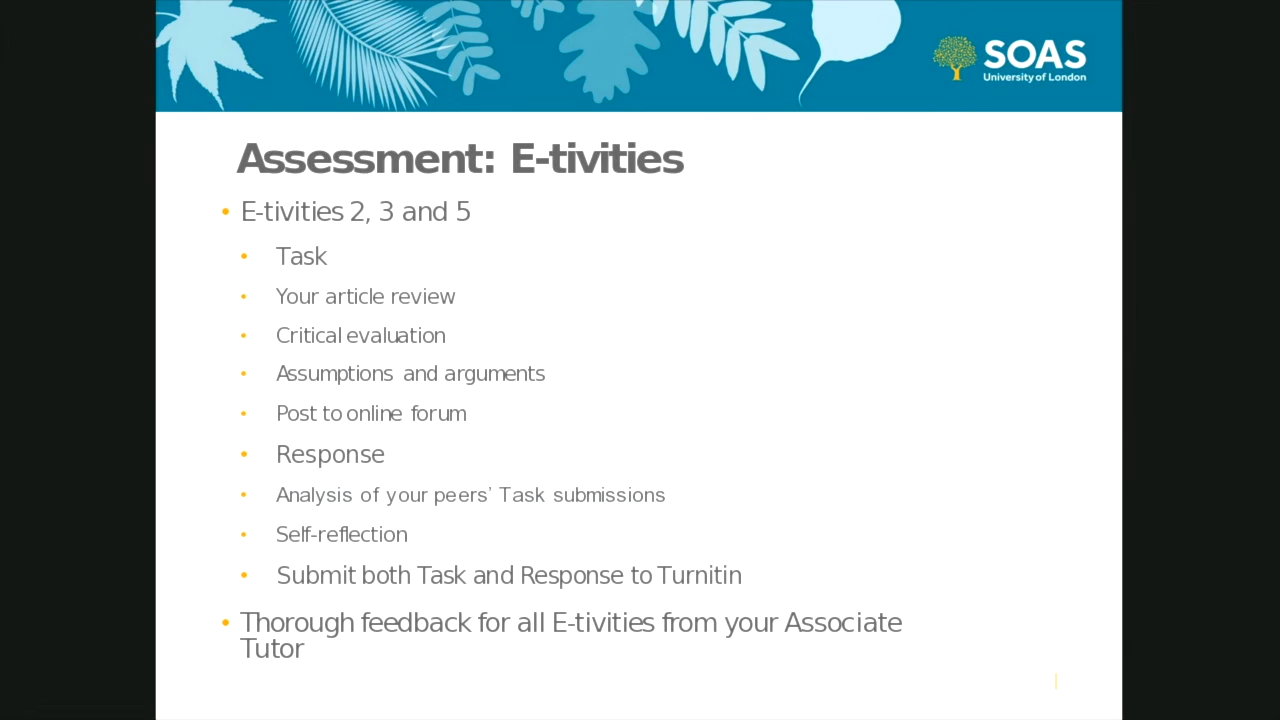 SOAS
University of London
Assessment: E-tivities
• E-tivities 2, 3 and 5
• Task
• Your article review
• Critical evaluation
• Assumptions and arguments
• Post to online forum
• Response
• Analysis of your peers’ Task submissions
• Self-reflection
• Submit both Task and Response to Turnitin
• Thorough feedback for all E-tivities from your Associate
Tutor